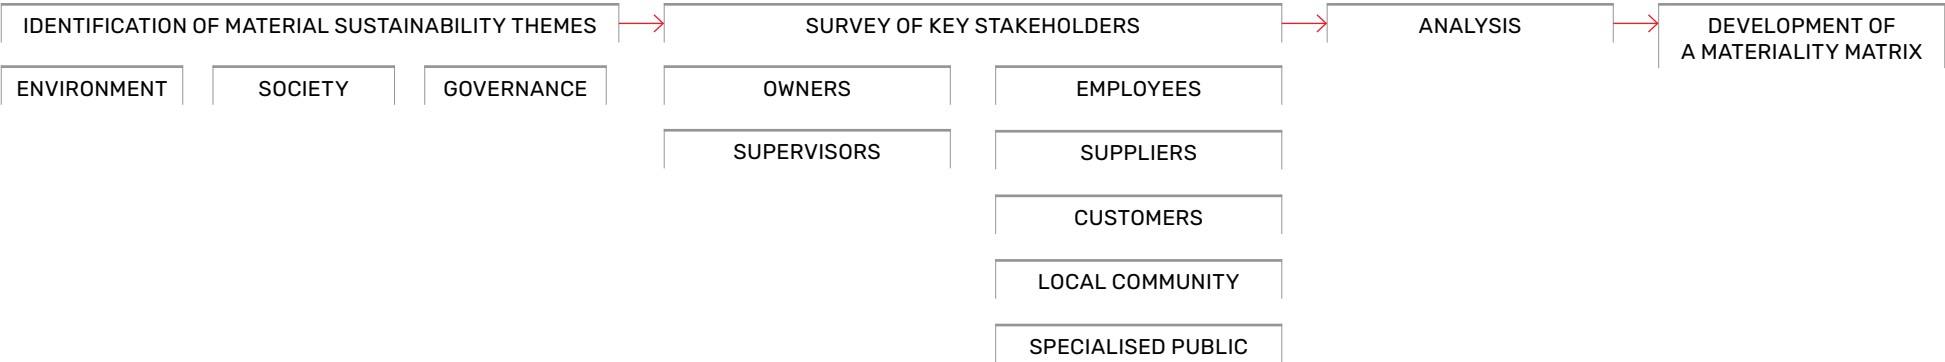 IDENTIFICATION OF MATERIAL SUSTAINABILITY THEMES
ENVIRONMENT
SOCIETY
GOVERNANCE
SURVEY OF KEY STAKEHOLDERS
OWNERS
SUPERVISORS
EMPLOYEES
SUPPLIERS
CUSTOMERS
LOCAL COMMUNITY
SPECIALISED PUBLIC
ANALYSIS
DEVELOPMENT OF
A MATERIALITY MATRIX